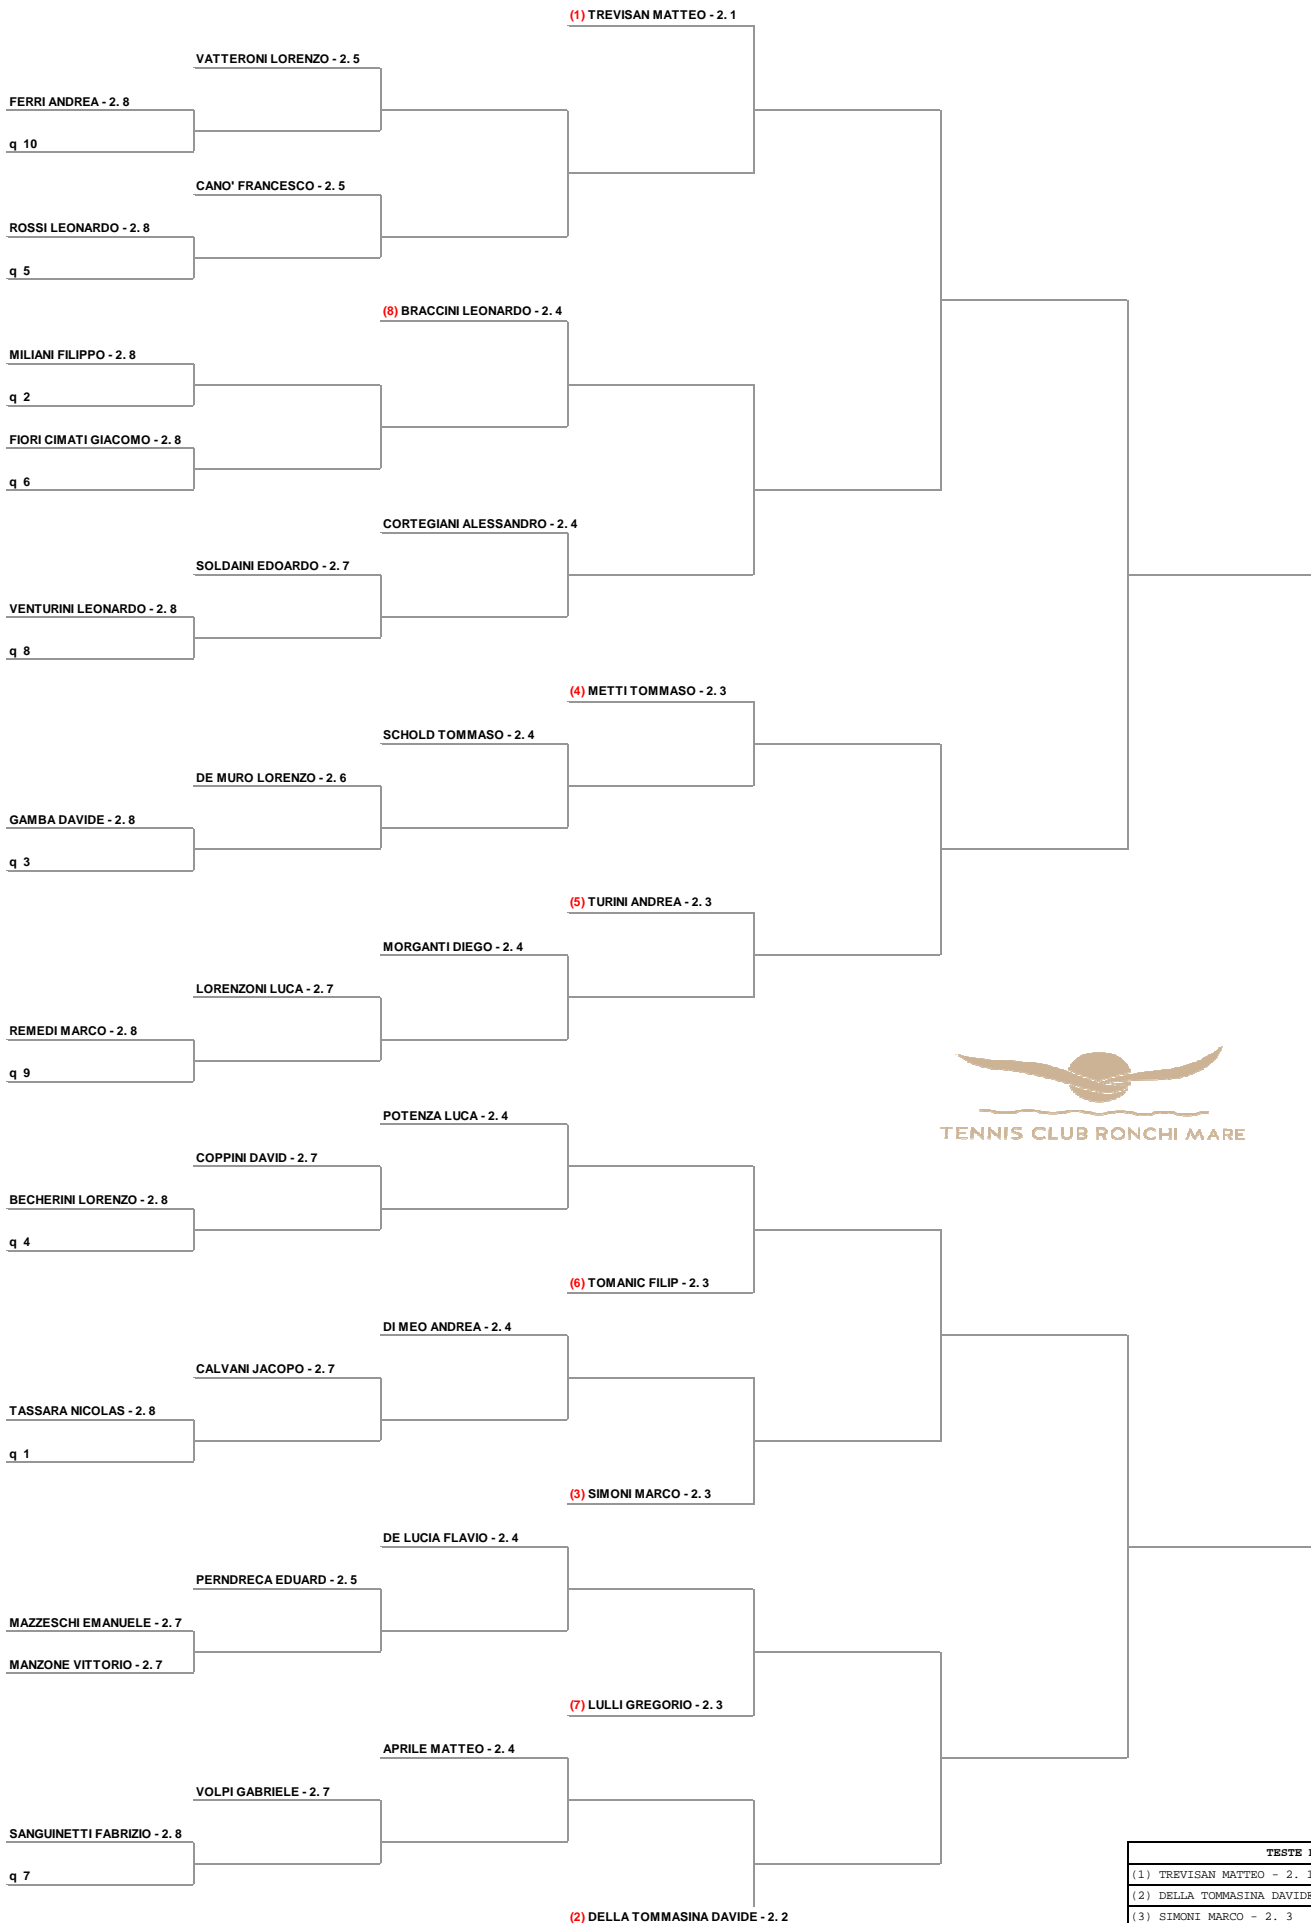 (1) TREVISAN MATTEO - 2. 1
VATTERONI LORENZO - 2. 5
FERRI ANDREA - 2. 8
q 10
CANO' FRANCESCO - 2. 5
ROSSI LEONARDO - 2. 8
q 5
(8) BRACCINI LEONARDO - 2. 4
MILIANI FILIPPO - 2. 8
q 2
FIORI CIMATI GIACOMO - 2. 8
q 6
CORTEGIANI ALESSANDRO - 2. 4
SOLDAINI EDOARDO - 2. 7
VENTURINI LEONARDO - 2. 8
q 8
(4) METTI TOMMASO - 2. 3
SCHOLD TOMMASO - 2. 4
DE MURO LORENZO - 2. 6
GAMBA DAVIDE - 2. 8
q 3
(5) TURINI ANDREA - 2. 3
MORGANTI DIEGO - 2. 4
LORENZONI LUCA - 2. 7
REMEDI MARCO - 2. 8
q 9
POTENZA LUCA - 2. 4
TENNIS CLUB RONCHI MARE
COPPINI DAVID - 2. 7
BECHERINI LORENZO - 2. 8
q 4
(6) TOMANIC FILIP - 2. 3
DI MEO ANDREA - 2. 4
CALVANI JACOPO - 2. 7
TASSARA NICOLAS - 2. 8
q 1
(3) SIMONI MARCO - 2. 3
DE LUCIA FLAVIO - 2. 4
PERNDRECA EDUARD - 2. 5
MAZZESCHI EMANUELE - 2. 7
MANZONE VITTORIO - 2. 7
(7) LULLI GREGORIO - 2. 3
APRILE MATTEO - 2. 4
VOLPI GABRIELE - 2. 7
SANGUINETTI FABRIZIO - 2. 8
q 7
(2) DELLA TOMMASINA DAVIDE - 2. 2
TESTE
(1) TREVISAN MATTEO - 2. 1
(2) DELLA TOMMASINA DAVIDE
(3) SIMONI MARCO - 2. 3